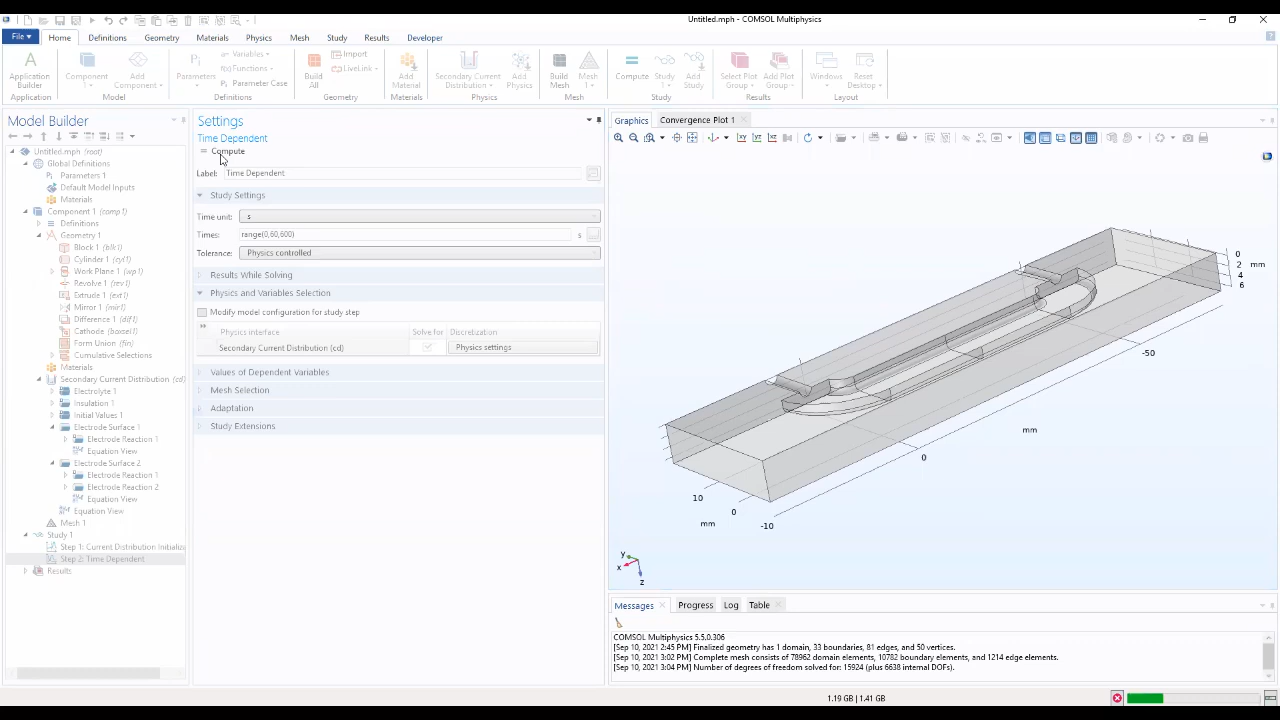 Untitled.mph - COMSOL Multiphysics
File Home Definitions Geometry Materials Physics Mesh Study Results Developer
Application Builder
Component 1
Add Component
Parameters
Variables
Functions
Parameter Case
Build All
Import
LiveLink
Add Material
Secondary Current Distribution
Add Physics
Build Mesh
Mesh 1
Compute
Study 1
Add Study
Select Plot Group
Add Plot Group
Windows
Reset Desktop
Application Model Definitions Geometry Materials Physics Mesh Study Results Layout
Model Builder
Untitled.mph (root)
Global Definitions
Pi Parameters 1
Default Model Inputs
Materials
Component 1 (comp1)
Definitions
Geometry 1
Block 1 (blk1)
Cylinder 1 (cyl1)
Work Plane 1 (wp1)
Revolve 1 (rev1)
Extrude 1 (ext1)
Mirror 1 (mir1)
Difference 1 (dif1)
Cathode (boxsel1)
Form Union (fin)
Cumulative Selections
Materials
Secondary Current Distribution (cd)
Electrolyte 1
Insulation 1
Initial Values 1
Electrode Surface 1
Electrode Reaction 1
Equation View
Electrode Surface 2
Electrode Reaction 1
Electrode Reaction 2
Equation View
Equation View
Mesh 1
Study 1
Step 1: Current Distribution Initializa
Step 2: Time Dependent
Results
Settings
Time Dependent
= Compute
Label: Time Dependent
Study Settings
Time unit: s
Times: range(0,60,600) s
Tolerance: Physics controlled
Results While Solving
Physics and Variables Selection
Modify model configuration for study step
Physics interface Solve for Discretization
Secondary Current Distribution (cd) Physics settings
Values of Dependent Variables
Mesh Selection
Adaptation
Study Extensions
Graphics Convergence Plot 1
0
2 mm
4
6
-50
mm
0
10
0
mm
-10
y
x
z
Messages Progress Log Table
COMSOL Multiphysics 5.5.0.306
[Sep 10, 2021 2:45 PM] Finalized geometry has 1 domain, 33 boundaries, 81 edges, and 50 vertices.
[Sep 10, 2021 3:02 PM] Complete mesh consists of 78962 domain elements, 10782 boundary elements, and 1214 edge elements.
[Sep 10, 2021 3:04 PM] Number of degrees of freedom solved for: 15924 (plus 6638 internal DOFs).
1.19 GB | 1.41 GB